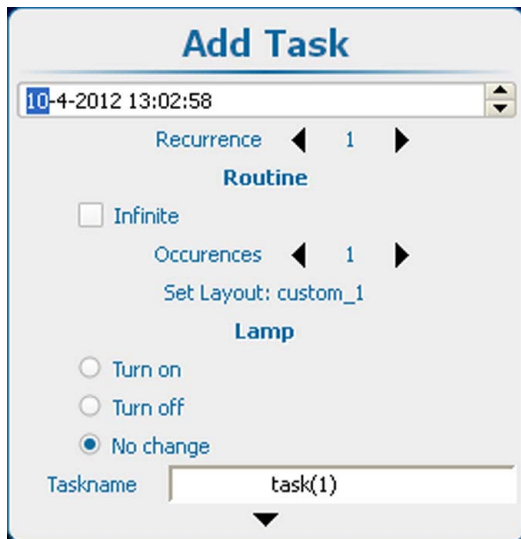 Add Task
10-4-2012 13:02:58
Recurrence 1
Routine
Infinite
Occurences 1
Set Layout: custom_1
Lamp
Turn on
Turn off
No change
Taskname task(1)